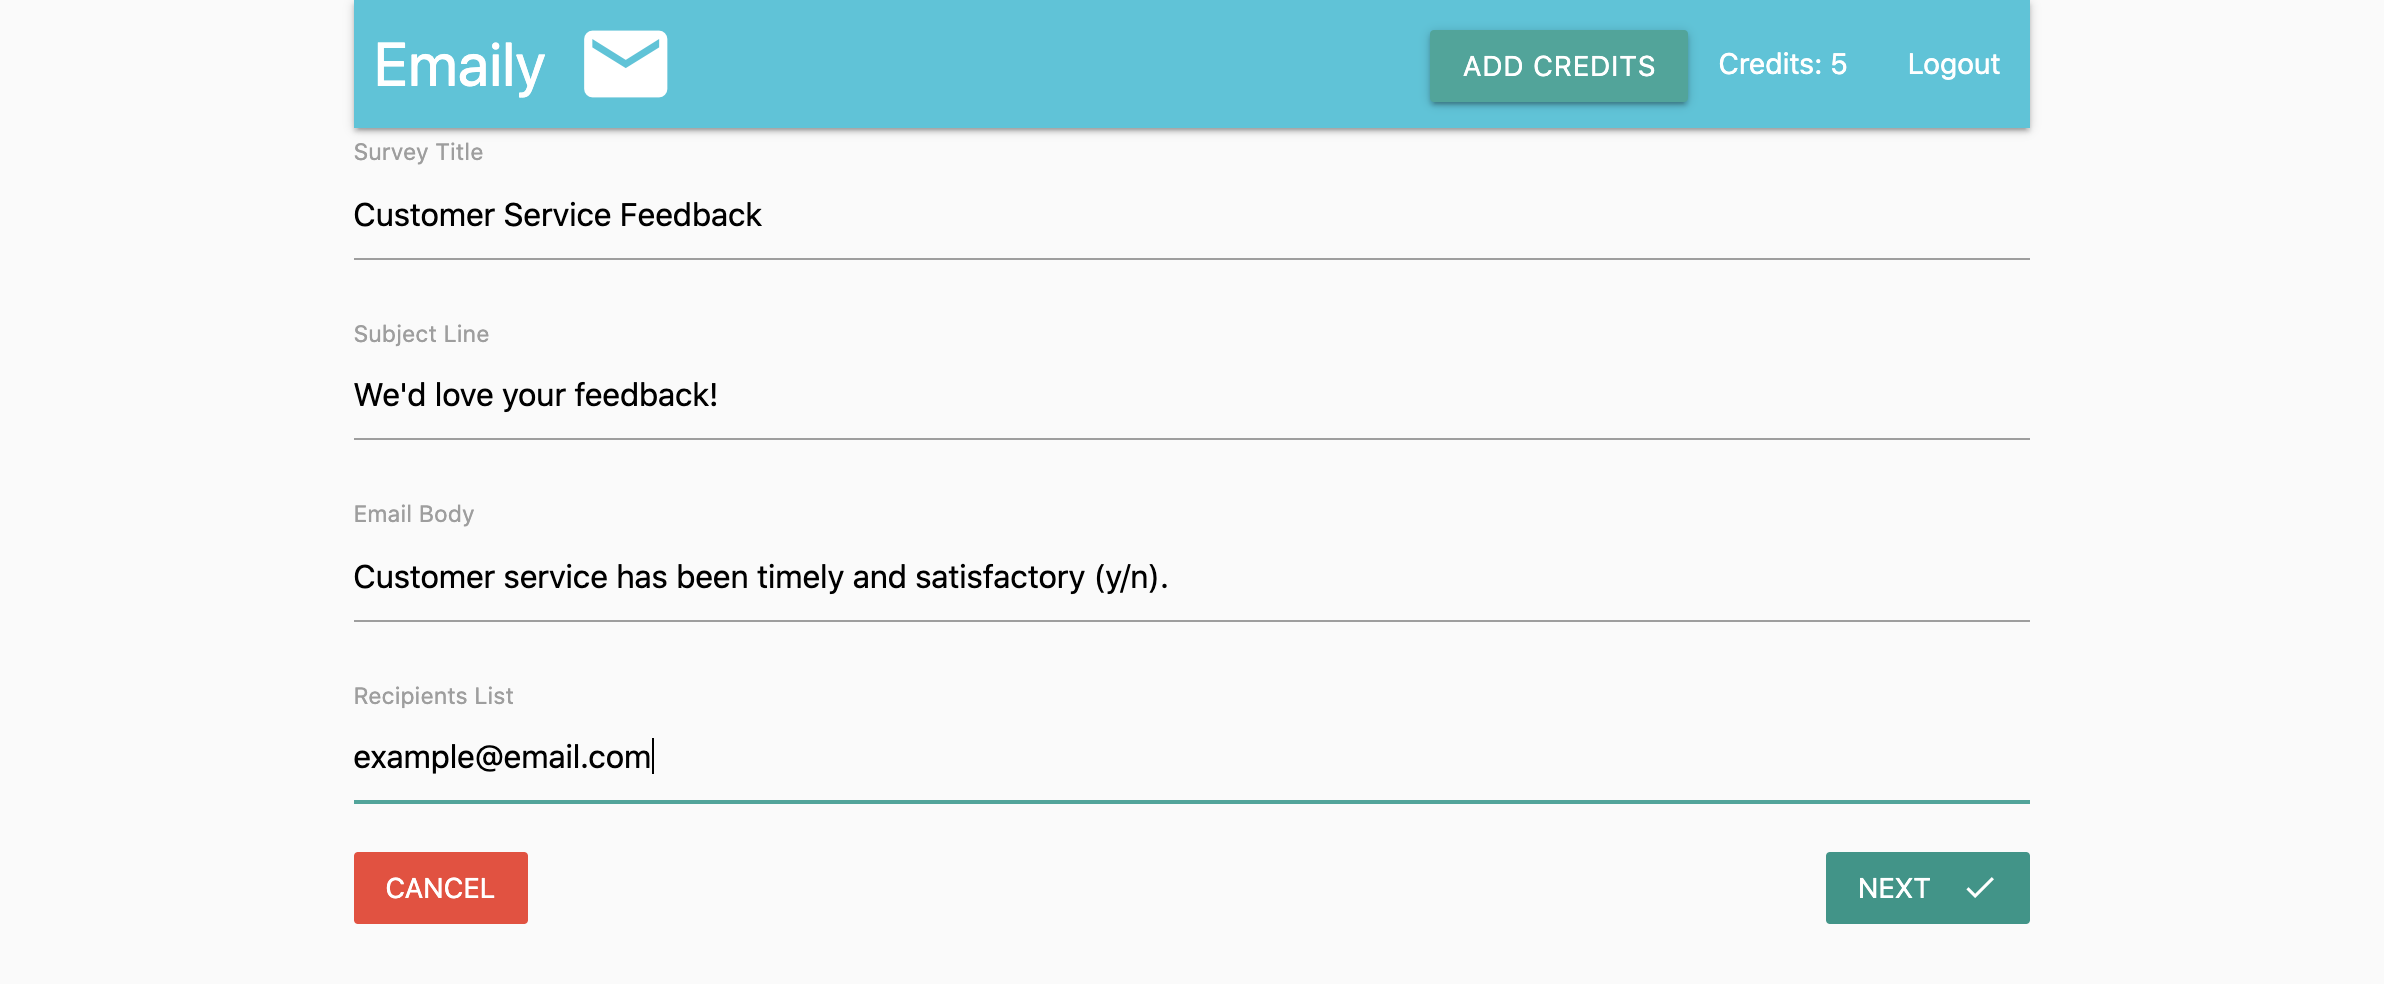 Emaily
ADD CREDITS
Credits: 5
Logout
Survey Title
Customer Service Feedback
Subject Line
We'd love your feedback!
Email Body
Customer service has been timely and satisfactory (y/n).
Recipients List
example@email.com
CANCEL
NEXT